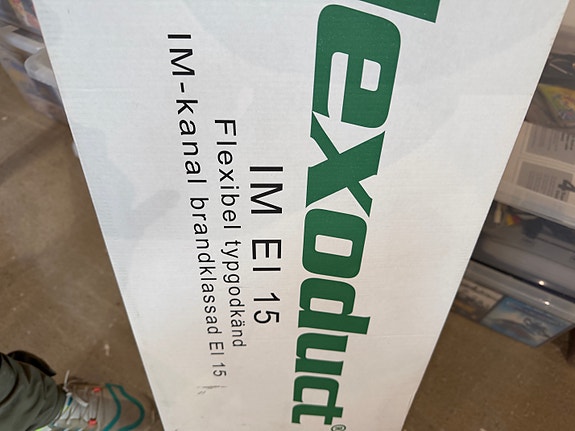 lexoduct®
IM EI 15
Flexibel typgodkänd
IM-kanal brandklassad EI 15